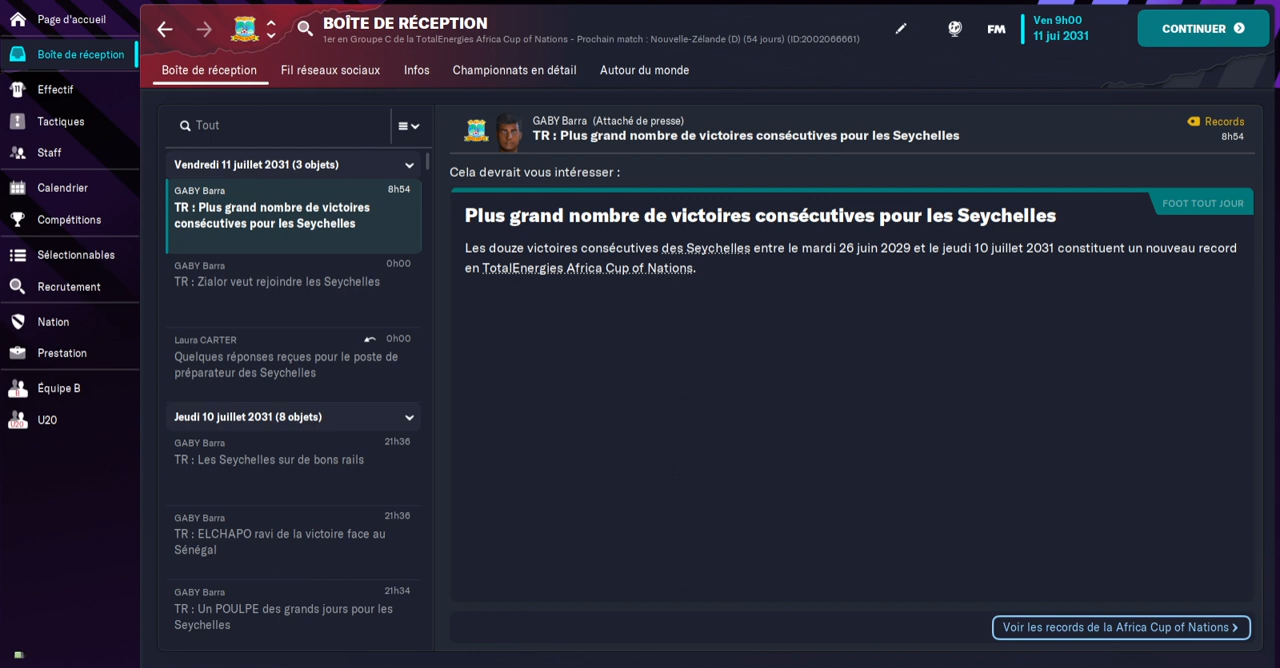 Page d'accueil
Boîte de réception
Effectif
Tactiques
Staff
Calendrier
Compétitions
Sélectionnables
Recrutement
Nation
Prestation
Équipe B
U20
BOÎTE DE RÉCEPTION
1er en Groupe C de la TotalEnergies Africa Cup of Nations - Prochain match : Nouvelle-Zélande (D) (54 jours) (ID:2002066661)
FM
Ven 9h00
11 jui 2031
CONTINUER
Boîte de réception
Fil réseaux sociaux
Infos
Championnats en détail
Autour du monde
Tout
Vendredi 11 juillet 2031 (3 objets)
GABY Barra 8h54
TR : Plus grand nombre de victoires
consécutives pour les Seychelles
GABY Barra 0h00
TR : Zialor veut rejoindre les Seychelles
Laura CARTER 0h00
Quelques réponses reçues pour le poste de
préparateur des Seychelles
Jeudi 10 juillet 2031 (8 objets)
GABY Barra 21h36
TR : Les Seychelles sur de bons rails
GABY Barra 21h36
TR : ELCHAPO ravi de la victoire face au
Sénégal
GABY Barra 21h34
TR : Un POULPE des grands jours pour les
Seychelles
GABY Barra (Attaché de presse)
TR : Plus grand nombre de victoires consécutives pour les Seychelles
Records
8h54
Cela devrait vous intéresser :
FOOT TOUT JOUR
Plus grand nombre de victoires consécutives pour les Seychelles
Les douze victoires consécutives des Seychelles entre le mardi 26 juin 2029 et le jeudi 10 juillet 2031 constituent un nouveau record
en TotalEnergies Africa Cup of Nations.
Voir les records de la Africa Cup of Nations